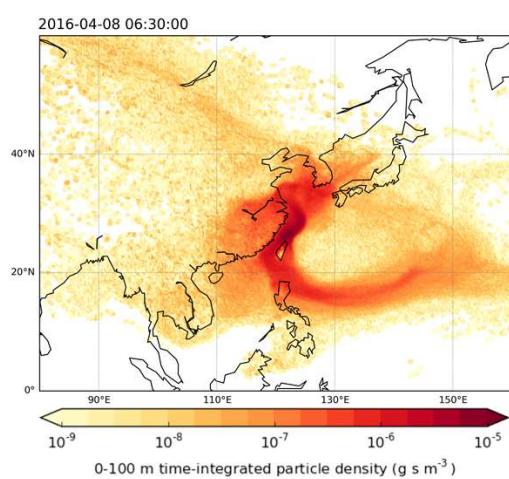 2016-04-08 06:30:00
40°N
20°N
0°
90°E 110°E 130°E 150°E
10⁻⁹ 10⁻⁸ 10⁻⁷ 10⁻⁶ 10⁻⁵
0-100 m time-integrated particle density (g s m⁻³)